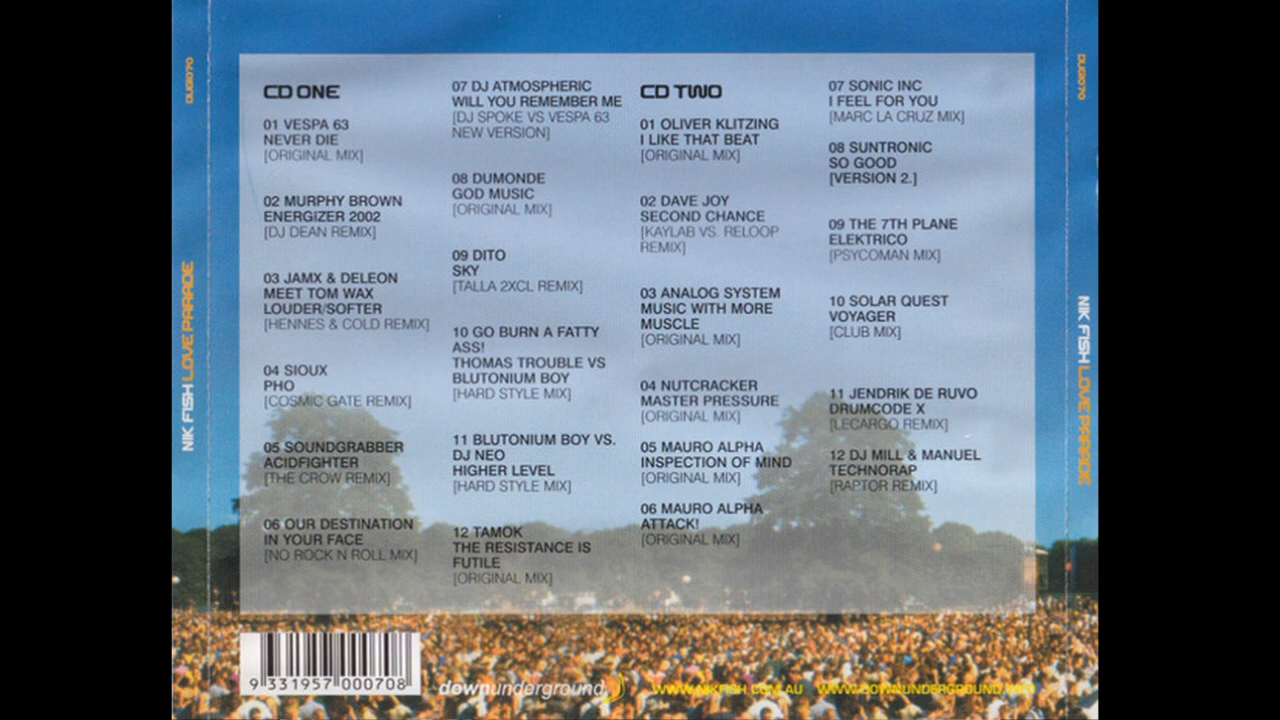 DUGI070
NIK FISH LOVE PARADE
CD ONE
01 VESPA 63
NEVER DIE
[ORIGINAL MIX]
02 MURPHY BROWN
ENERGIZER 2002
[DJ DEAN REMIX]
03 JAMX & DELEON
MEET TOM WAX
LOUDER/SOFTER
[HENNES & COLD REMIX]
04 SIOUX
PHO
[COSMIC GATE REMIX]
05 SOUNDGRABBER
ACIDFIGHTER
[THE CROW REMIX]
06 OUR DESTINATION
IN YOUR FACE
[NO ROCK N ROLL MIX]
07 DJ ATMOSPHERIC
WILL YOU REMEMBER ME
[DJ SPOKE VS VESPA 63
NEW VERSION]
08 DUMONDE
GOD MUSIC
[ORIGINAL MIX]
09 DITO
SKY
[TALLA 2XCL REMIX]
10 GO BURN A FATTY
ASS!
THOMAS TROUBLE VS
BLUTONIUM BOY
[HARD STYLE MIX]
11 BLUTONIUM BOY VS.
DJ NEO
HIGHER LEVEL
[HARD STYLE MIX]
12 TAMOK
THE RESISTANCE IS
FUTILE
[ORIGINAL MIX]
CD TWO
01 OLIVER KLITZING
I LIKE THAT BEAT
[ORIGINAL MIX]
02 DAVE JOY
SECOND CHANCE
[KAYLAB VS. RELOOP
REMIX]
03 ANALOG SYSTEM
MUSIC WITH MORE
MUSCLE
[ORIGINAL MIX]
04 NUTCRACKER
MASTER PRESSURE
[ORIGINAL MIX]
05 MAURO ALPHA
INSPECTION OF MIND
[ORIGINAL MIX]
06 MAURO ALPHA
ATTACK!
[ORIGINAL MIX]
07 SONIC INC
I FEEL FOR YOU
[MARC LA CRUZ MIX]
08 SUNTRONIC
SO GOOD
[VERSION 2.]
09 THE 7TH PLANE
ELEKTRICO
[PSYCOMAN MIX]
10 SOLAR QUEST
VOYAGER
[CLUB MIX]
11 JENDRIK DE RUVO
DRUMCODE X
[LECARGO REMIX]
12 DJ MILL & MANUEL
TECHNORAP
[RAPTOR REMIX]
9 331957 000708
downunderground
WWW.NIKFISH.COM.AU WWW.DOWNUNDERGROUND.INFO
DUGI070
NIK FISH LOVE PARADE